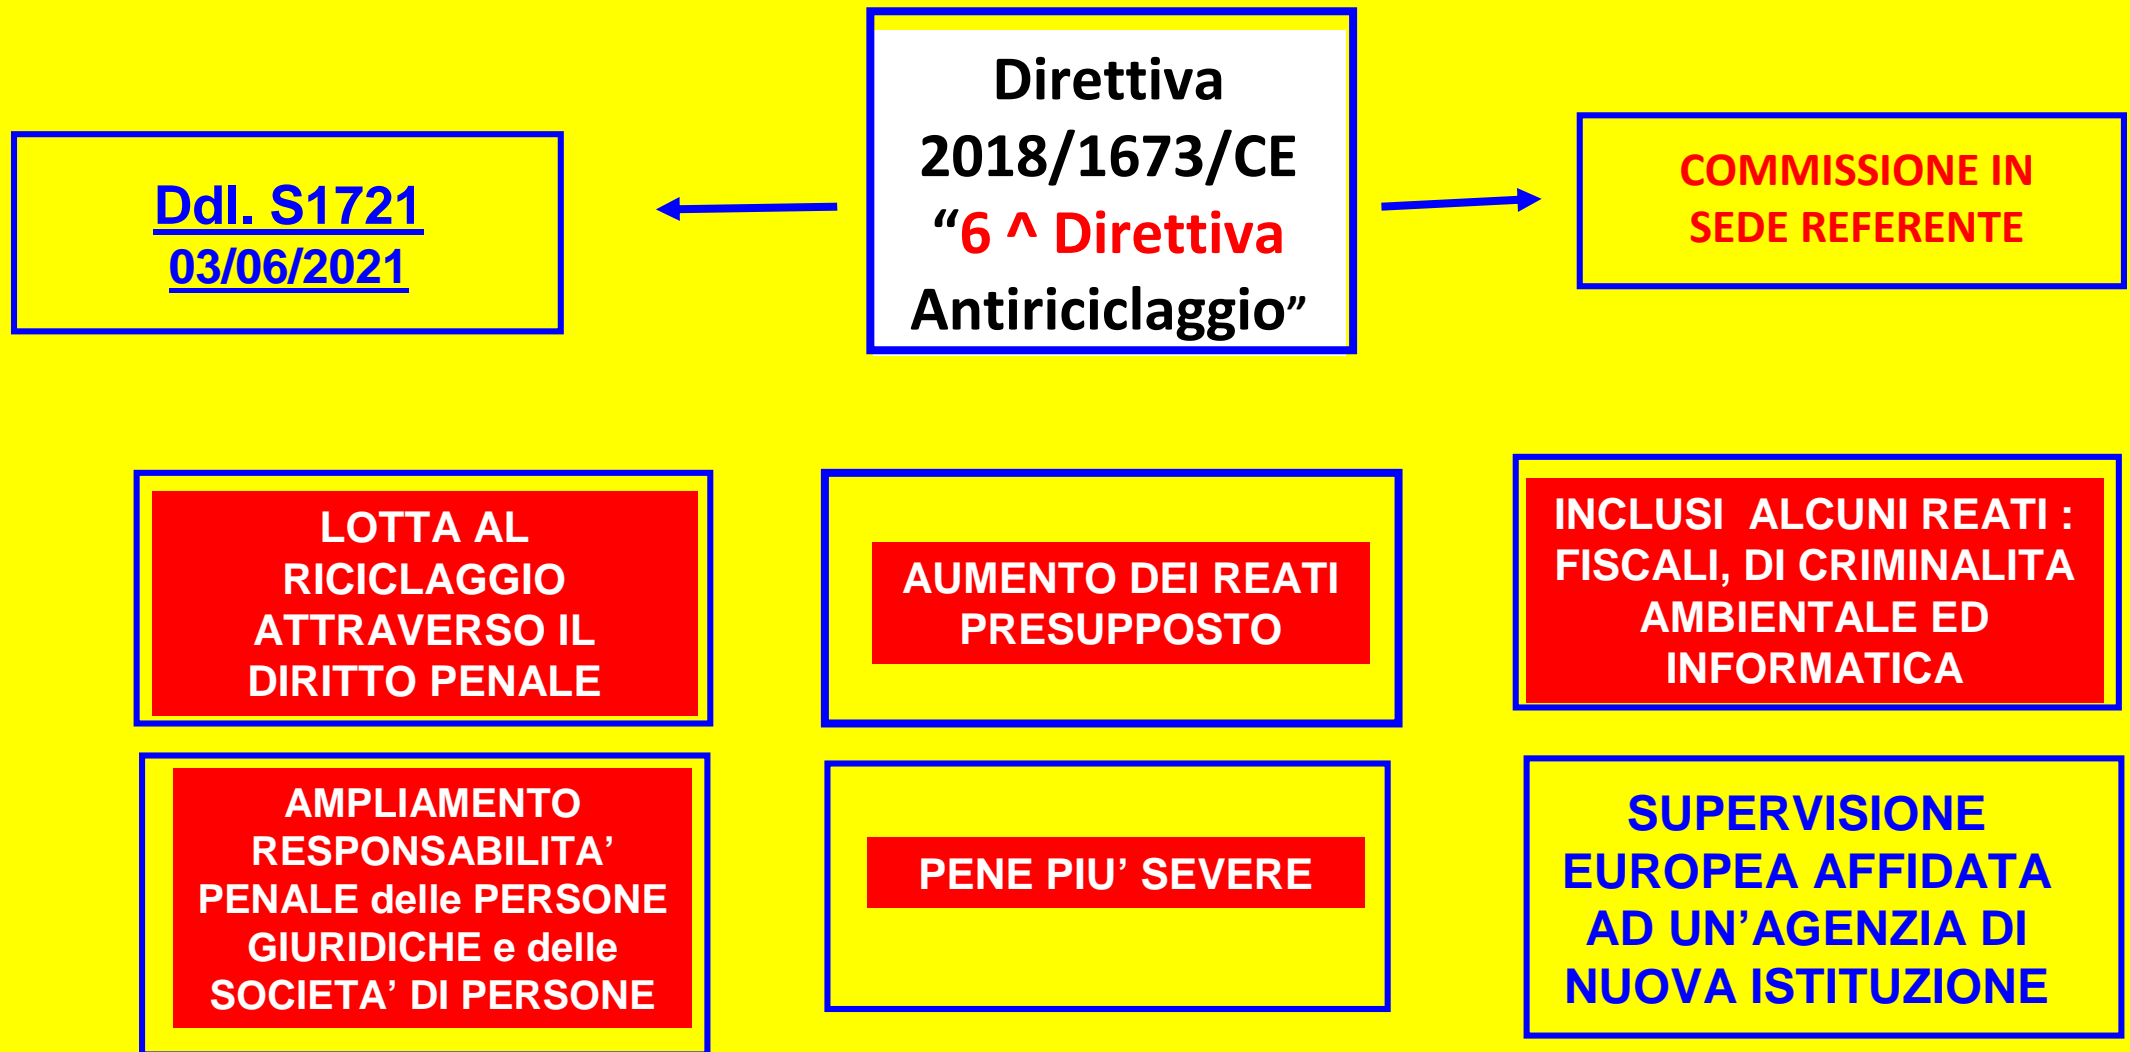 Direttiva
2018/1673/CE
“6 ^ Direttiva
Antiriciclaggio”
Ddl. S1721
03/06/2021
COMMISSIONE IN
SEDE REFERENTE
LOTTA AL
RICICLAGGIO
ATTRAVERSO IL
DIRITTO PENALE
AUMENTO DEI REATI
PRESUPPOSTO
INCLUSI ALCUNI REATI :
FISCALI, DI CRIMINALITA
AMBIENTALE ED
INFORMATICA
AMPLIAMENTO
RESPONSABILITA’
PENALE delle PERSONE
GIURIDICHE e delle
SOCIETA’ DI PERSONE
PENE PIU’ SEVERE
SUPERVISIONE
EUROPEA AFFIDATA
AD UN’AGENZIA DI
NUOVA ISTITUZIONE